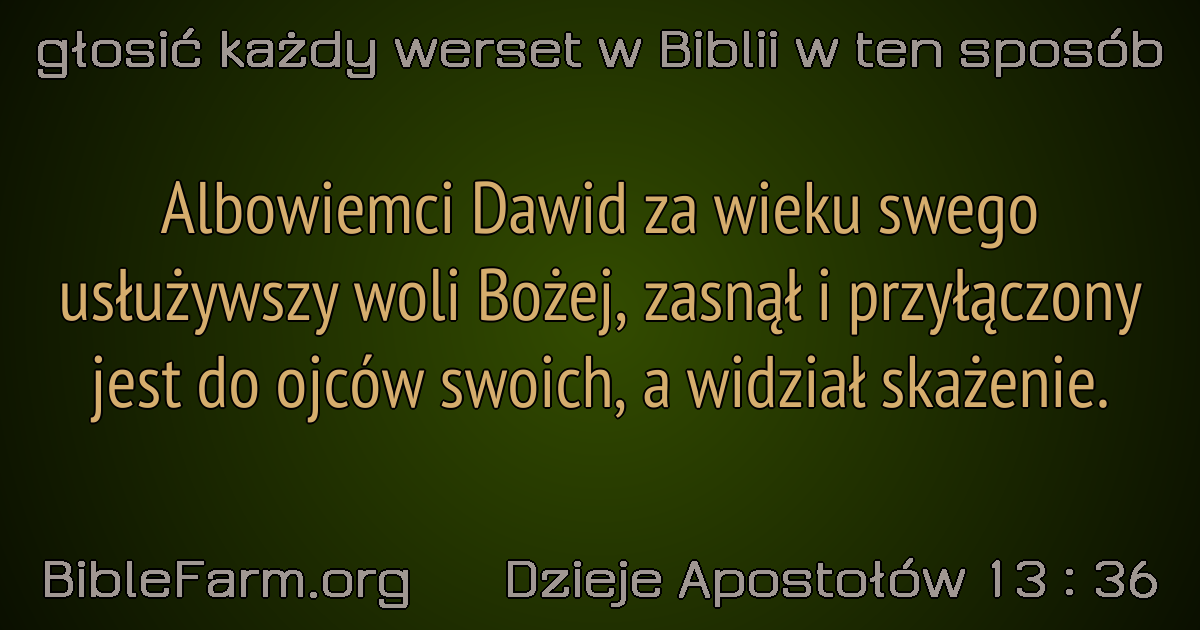 głosić każdy werset w Biblii w ten sposób
Albowiemci Dawid za wieku swego
usłużywszy woli Bożej, zasnął i przyłączony
jest do ojców swoich, a widział skażenie.
BibleFarm.org Dzieje Apostołów 13 : 36